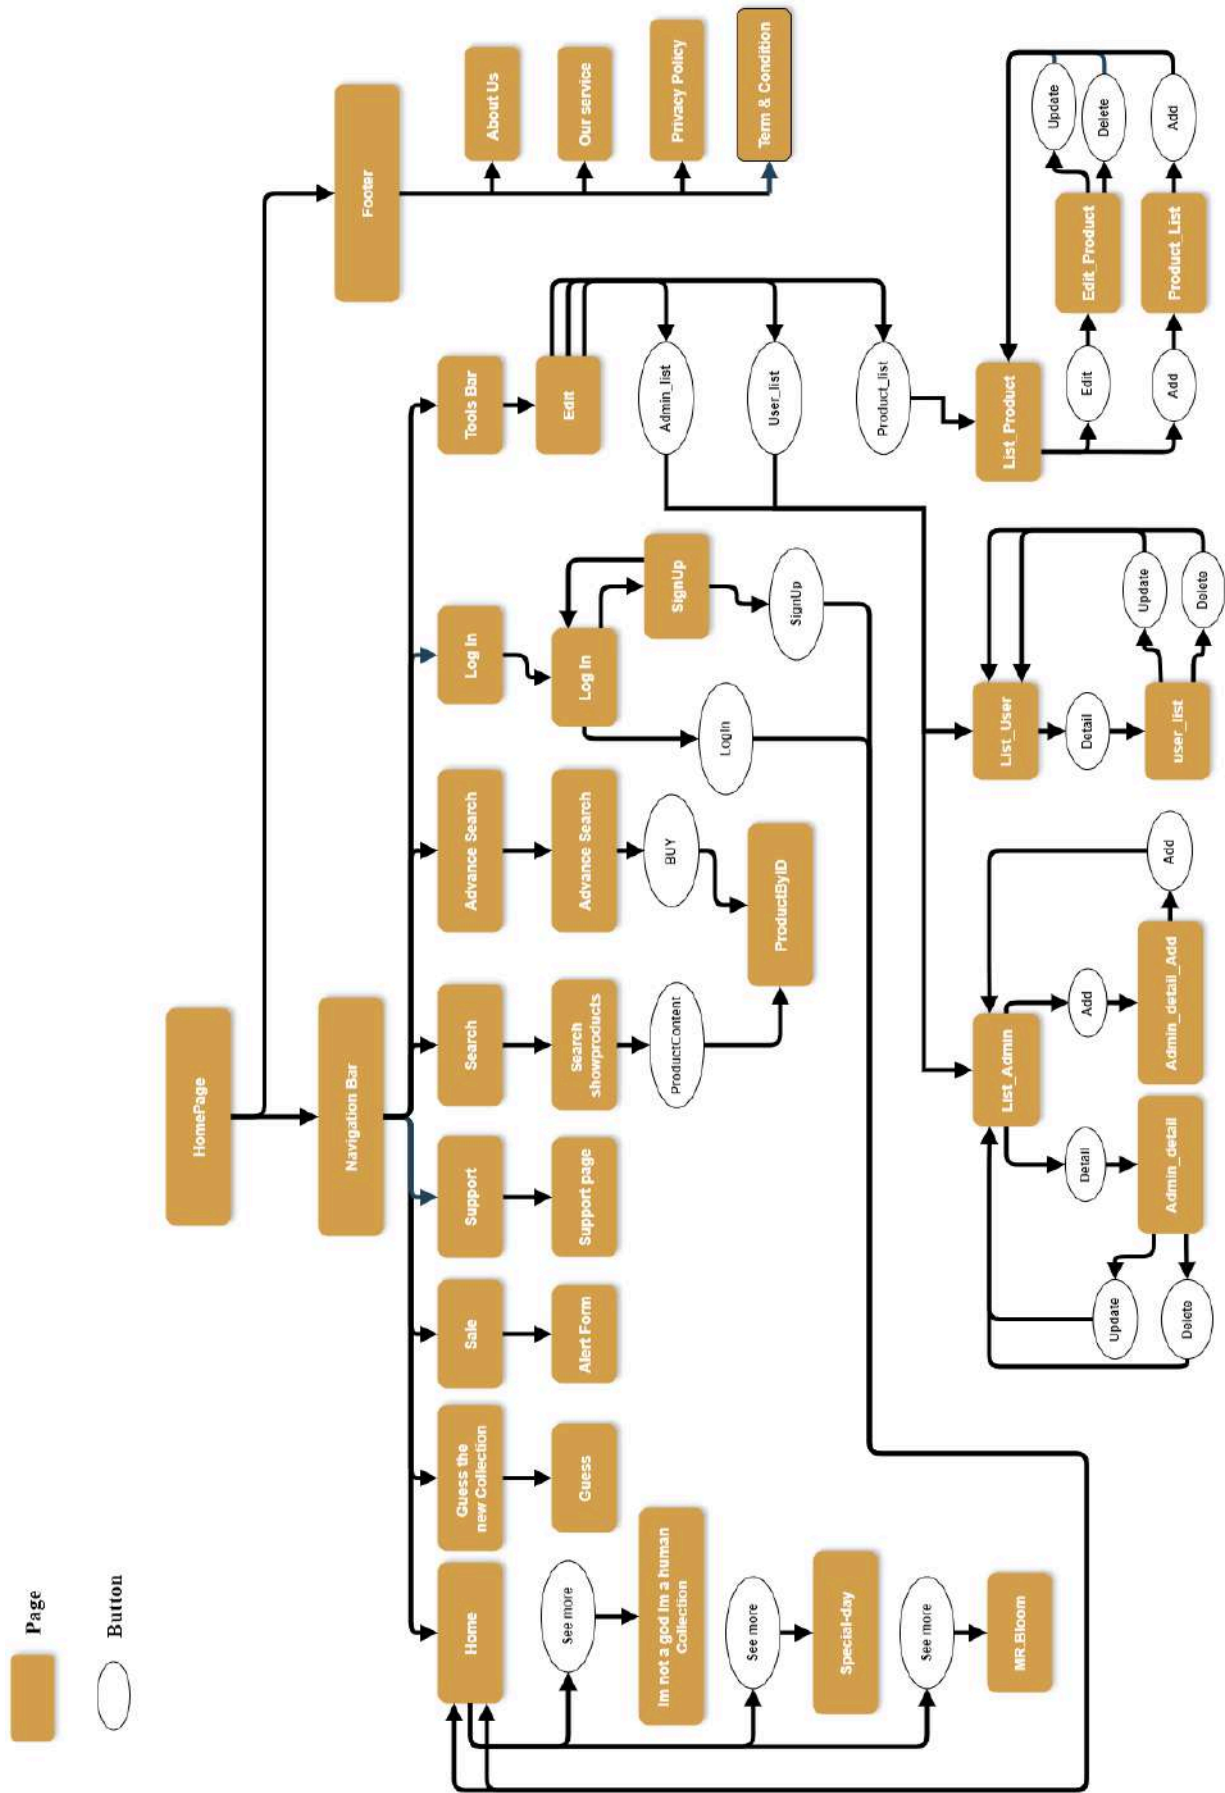 Page
Button
HomePage
Footer
Navigation Bar
About Us
Our service
Privacy Policy
Term & Condition
Home
Guess the
new Collection
Sale
Support
Search
Advance Search
Log In
Tools Bar
See more
Im not a god Im a human
Collection
See more
Special-day
See more
MR.Bloom
Guess
Alert Form
Support page
Search
showproducts
ProductContent
Advance Search
BUY
ProductByID
Log In
LogIn
SignUp
SignUp
Edit
Admin_list
User_list
Product_list
List_Admin
Detail
Add
Admin_detail
Admin_detail_Add
Update
Delete
Add
List_User
Detail
user_list
Update
Delete
List_Product
Edit
Add
Edit_Product
Product_List
Update
Delete
Add